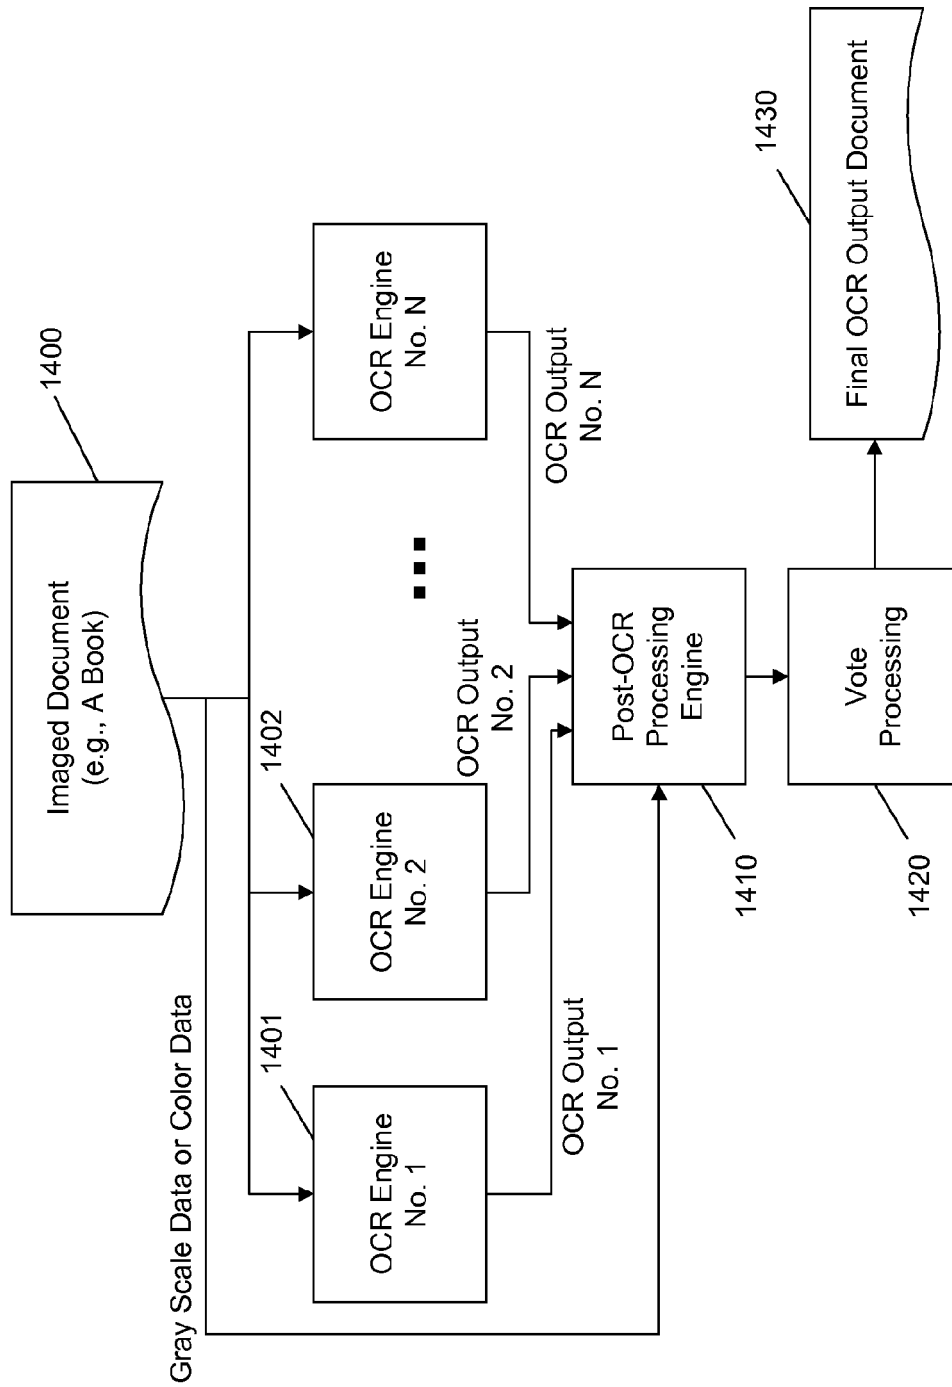 Imaged Document
(e.g., A Book)
1400
Gray Scale Data or Color Data
1401
1402
OCR Engine
No. 1
OCR Engine
No. 2
OCR Engine
No. N
OCR Output
No. 1
OCR Output
No. 2
OCR Output
No. N
Post-OCR
Processing
Engine
1410
Vote
Processing
1420
Final OCR Output Document
1430